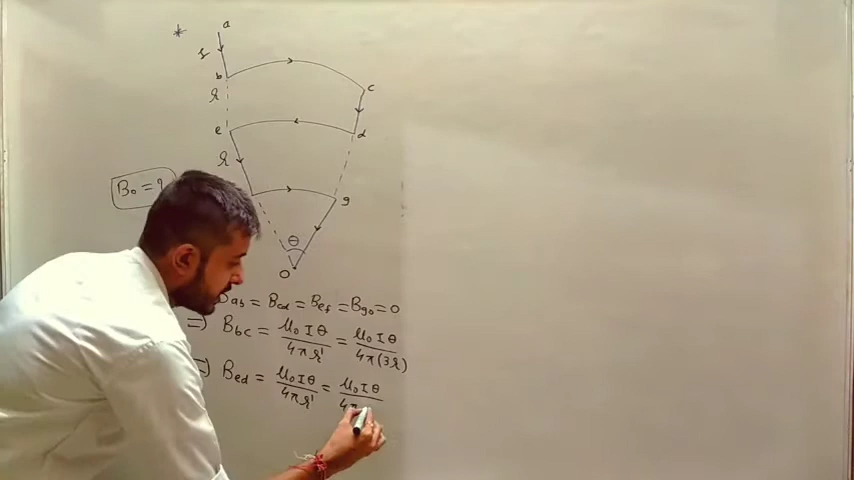 *
a
r
b
c
r
e
d
r
B₀ = ?
g
θ
O
Bab = Bcd = Bef = Bgo = 0
=> Bbc = μ₀Iθ/4πr' = μ₀Iθ/4π(3r)
=> Bed = μ₀Iθ/4πr' = μ₀Iθ/4π